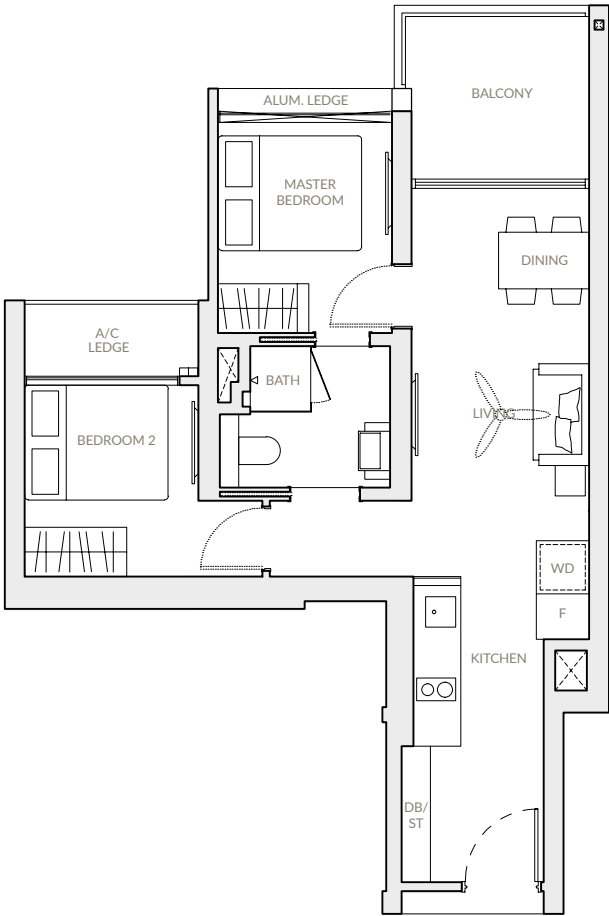 BALCONY
ALUM. LEDGE
MASTER
BEDROOM
DINING
A/C
LEDGE
BATH
LIVING
BEDROOM 2
WD
F
KITCHEN
DB/
ST